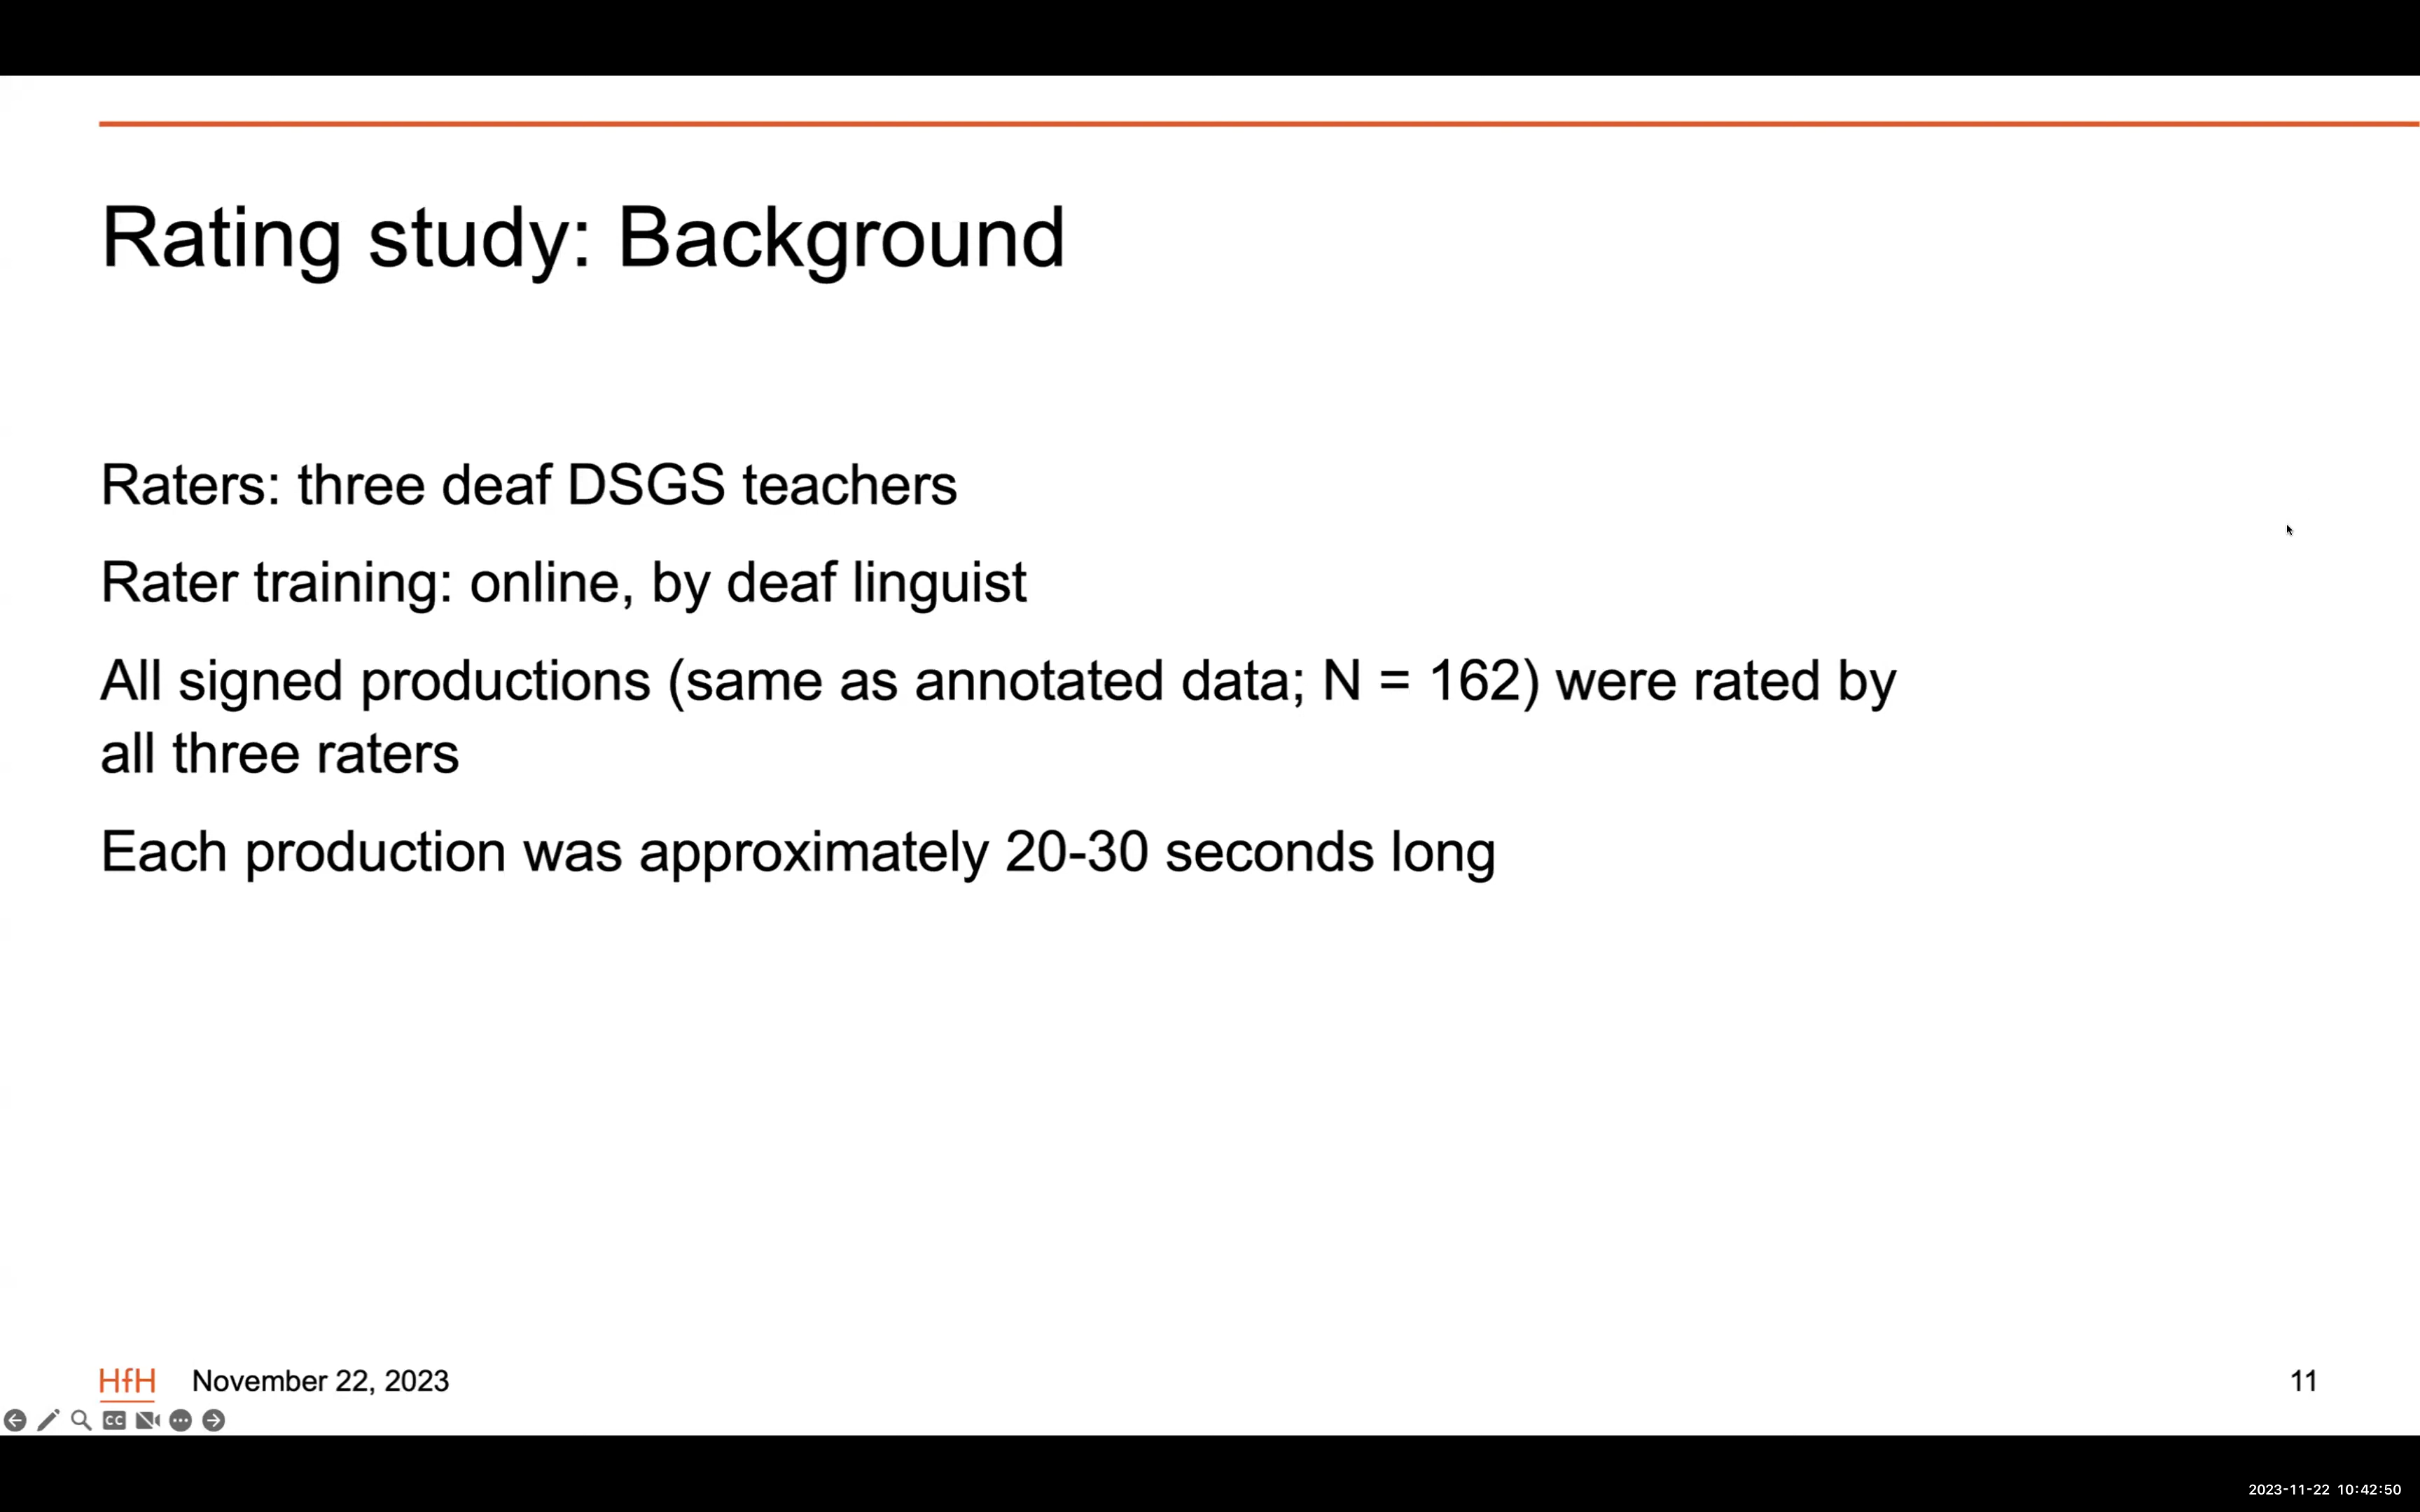 Rating study: Background
Raters: three deaf DSGS teachers
Rater training: online, by deaf linguist
All signed productions (same as annotated data; N = 162) were rated by
all three raters
Each production was approximately 20-30 seconds long
HfH November 22, 2023 11
CC
2023-11-22 10:42:50